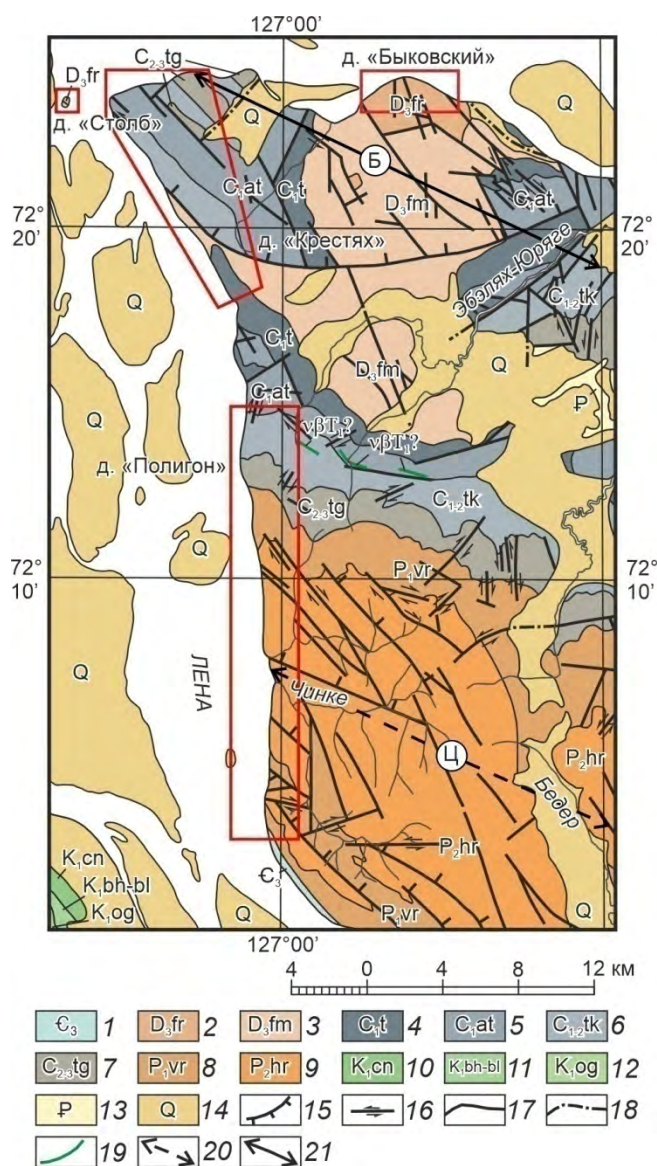 127°00'
C₂₋₃tg
д. «Быковский»
D₃fr
D₃fr
д. «Столб»
Q
Q
Б
C₁at
C₁t
D₃fm
C₁at
72°
20'
72°
20'
д. «Крестях»
Эбэлях-Юряге
Q
C₁₋₂tk
C₁t
Q
D₃fm
Ꝑ
C₁at
Q
Q
νβT₁?
νβT₁?
д. «Полигон»
C₂₋₃tg
C₁₋₂tk
Q
P₁vr
72°
10'
72°
10'
ЛЕНА
Q
Чинке
Ц
P₂hr
Бедер
P₂hr
Є₃
K₁cn
K₁bh-bl
K₁og
Q
Q
P₁vr
Q
127°00'
4 0 4 8 12 км
Є₃ 1 D₃fr 2 D₃fm 3 C₁t 4 C₁at 5 C₁₋₂tk 6
C₂₋₃tg 7 P₁vr 8 P₂hr 9 K₁cn 10 K₁bh-bl 11 K₁og 12
Ꝑ 13 Q 14 15 16 17 18
19 20 21